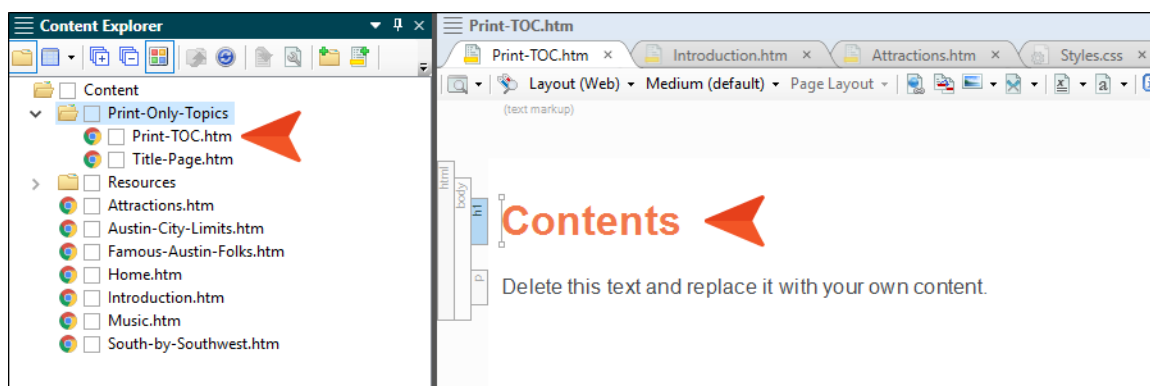 Content Explorer
Content
Print-Only-Topics
Print-TOC.htm
Title-Page.htm
Resources
Attractions.htm
Austin-City-Limits.htm
Famous-Austin-Folks.htm
Home.htm
Introduction.htm
Music.htm
South-by-Southwest.htm
Print-TOC.htm
Print-TOC.htm × Introduction.htm × Attractions.htm × Styles.css ×
Layout (Web) Medium (default) Page Layout
(text markup)
html
body
h1
Contents
p
Delete this text and replace it with your own content.